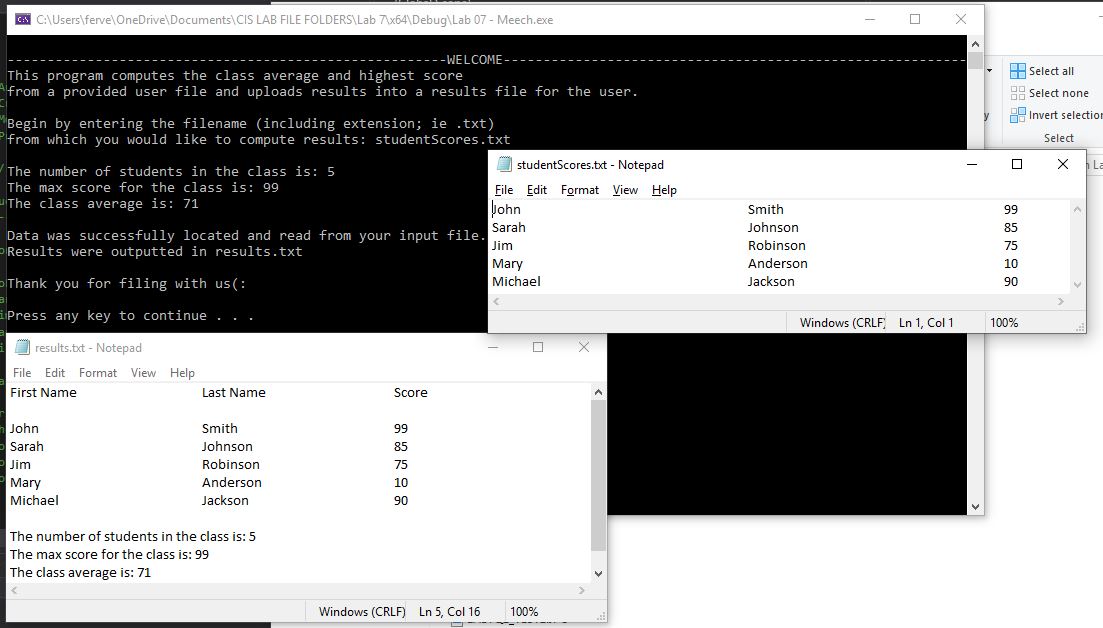 C:\Users\ferve\OneDrive\Documents\CIS LAB FILE FOLDERS\Lab 7\x64\Debug\Lab 07 - Meech.exe
------------------------------------------------------WELCOME---------------------------------------------------------
This program computes the class average and highest score
from a provided user file and uploads results into a results file for the user.
Begin by entering the filename (including extension; ie .txt)
from which you would like to compute results: studentScores.txt
The number of students in the class is: 5
The max score for the class is: 99
The class average is: 71
Data was successfully located and read from your input file.
Results were outputted in results.txt
Thank you for filing with us(:
Press any key to continue . . .
Select all
Select none
Invert selection
Select
studentScores.txt - Notepad
File Edit Format View Help
John Smith 99
Sarah Johnson 85
Jim Robinson 75
Mary Anderson 10
Michael Jackson 90
Windows (CRLF) Ln 1, Col 1 100%
results.txt - Notepad
File Edit Format View Help
First Name Last Name Score
John Smith 99
Sarah Johnson 85
Jim Robinson 75
Mary Anderson 10
Michael Jackson 90
The number of students in the class is: 5
The max score for the class is: 99
The class average is: 71
Windows (CRLF) Ln 5, Col 16 100%